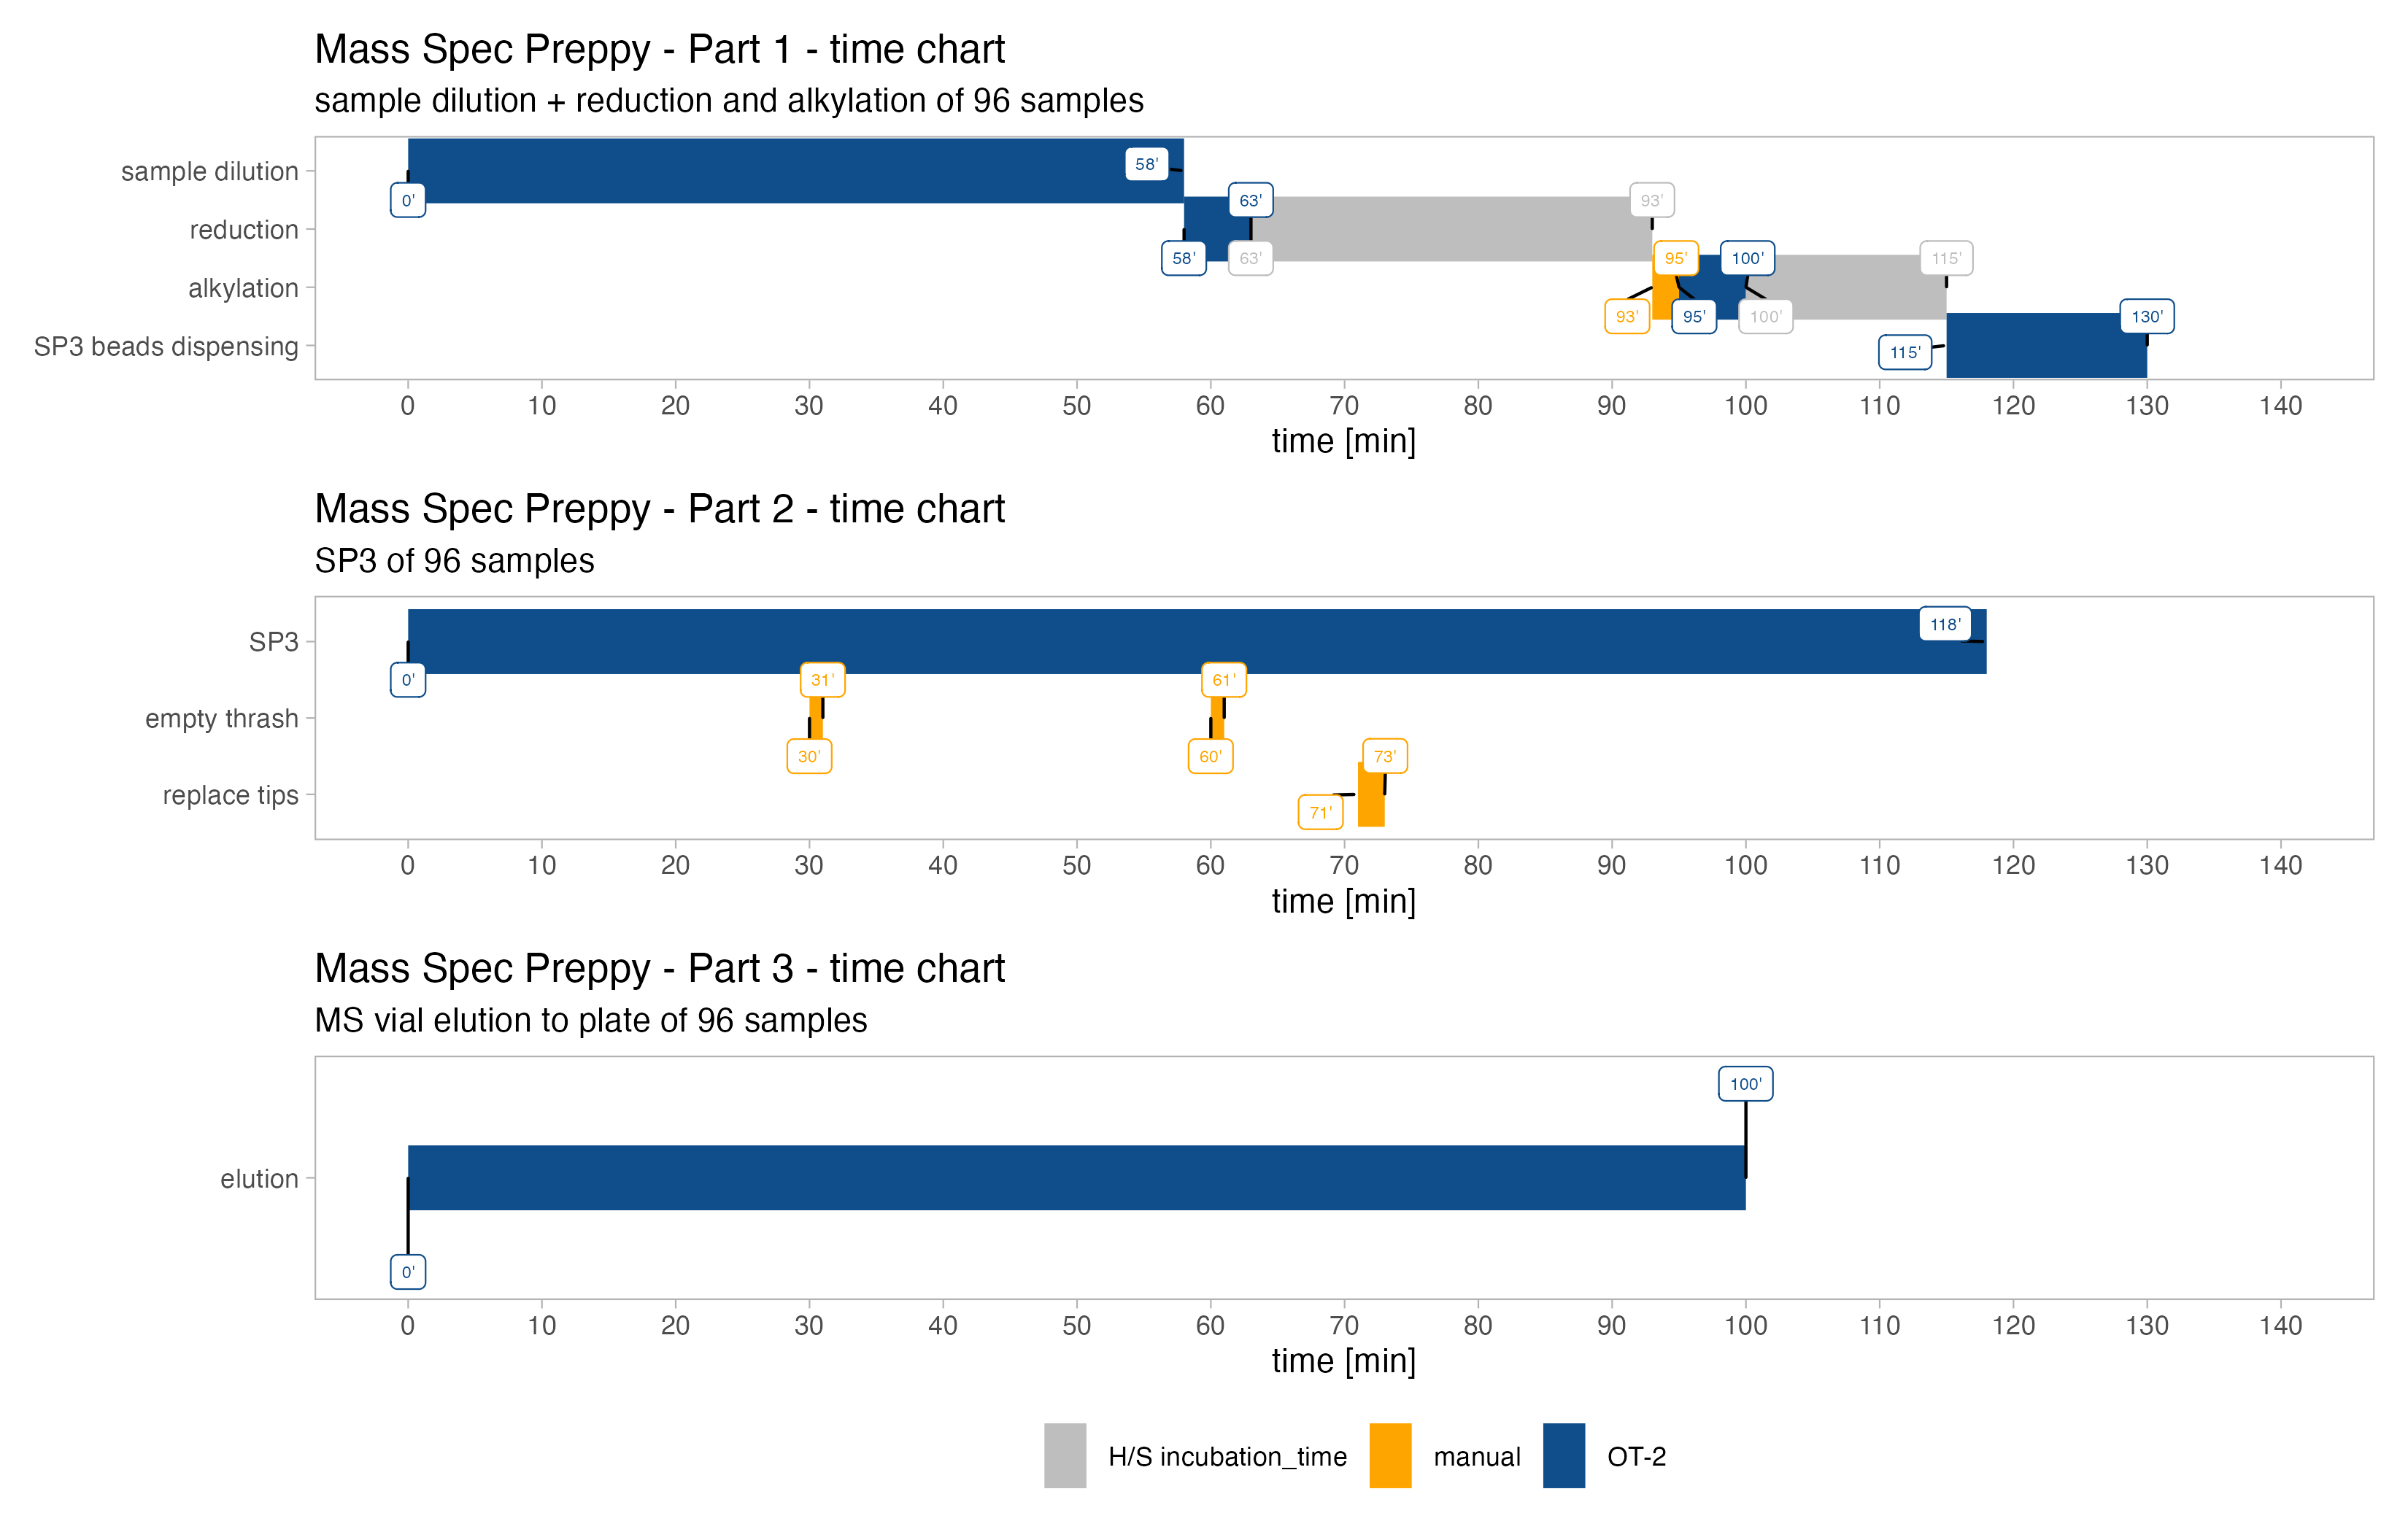 Mass Spec Preppy - Part 1 - time chart
sample dilution + reduction and alkylation of 96 samples
sample dilution
58'
0'
63'
93'
reduction
58'
63'
95'
100'
115'
alkylation
93'
95'
100'
130'
SP3 beads dispensing
115'
0 10 20 30 40 50 60 70 80 90 100 110 120 130 140
time [min]
Mass Spec Preppy - Part 2 - time chart
SP3 of 96 samples
SP3
118'
0'
31'
61'
empty thrash
30'
60'
73'
replace tips
71'
0 10 20 30 40 50 60 70 80 90 100 110 120 130 140
time [min]
Mass Spec Preppy - Part 3 - time chart
MS vial elution to plate of 96 samples
100'
elution
0'
0 10 20 30 40 50 60 70 80 90 100 110 120 130 140
time [min]
H/S incubation_time manual OT-2